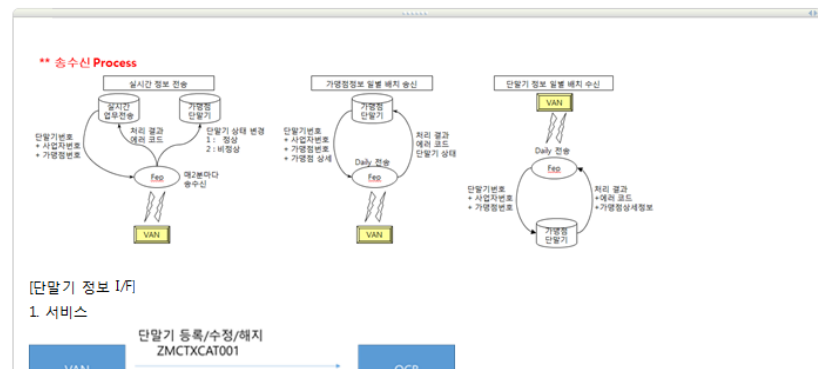 ** 송수신 Process
실시간 정보 전송
실시간
업무전송
가맹점
단말기
단말기번호
+ 사업자번호
+ 가맹점번호
처리 결과
에러 코드
단말기 상태 변경
1 : 정상
2 : 비정상
Fep
매2분마다
송수신
VAN
가맹점정보 일별 배치 송신
가맹점
단말기
단말기번호
+ 사업자번호
+ 가맹점번호
+ 가맹점 상세
처리 결과
에러 코드
단말기 상태
Daily 전송
Fep
VAN
단말기 정보 일별 배치 수신
VAN
Daily 전송
Fep
단말기번호
+ 사업자번호
+ 가맹점번호
처리 결과
+에러 코드
+가맹점상세정보
가맹점
단말기
[단말기 정보 I/F]
1. 서비스
단말기 등록/수정/해지
ZMCTXCAT001
VAN
OCB